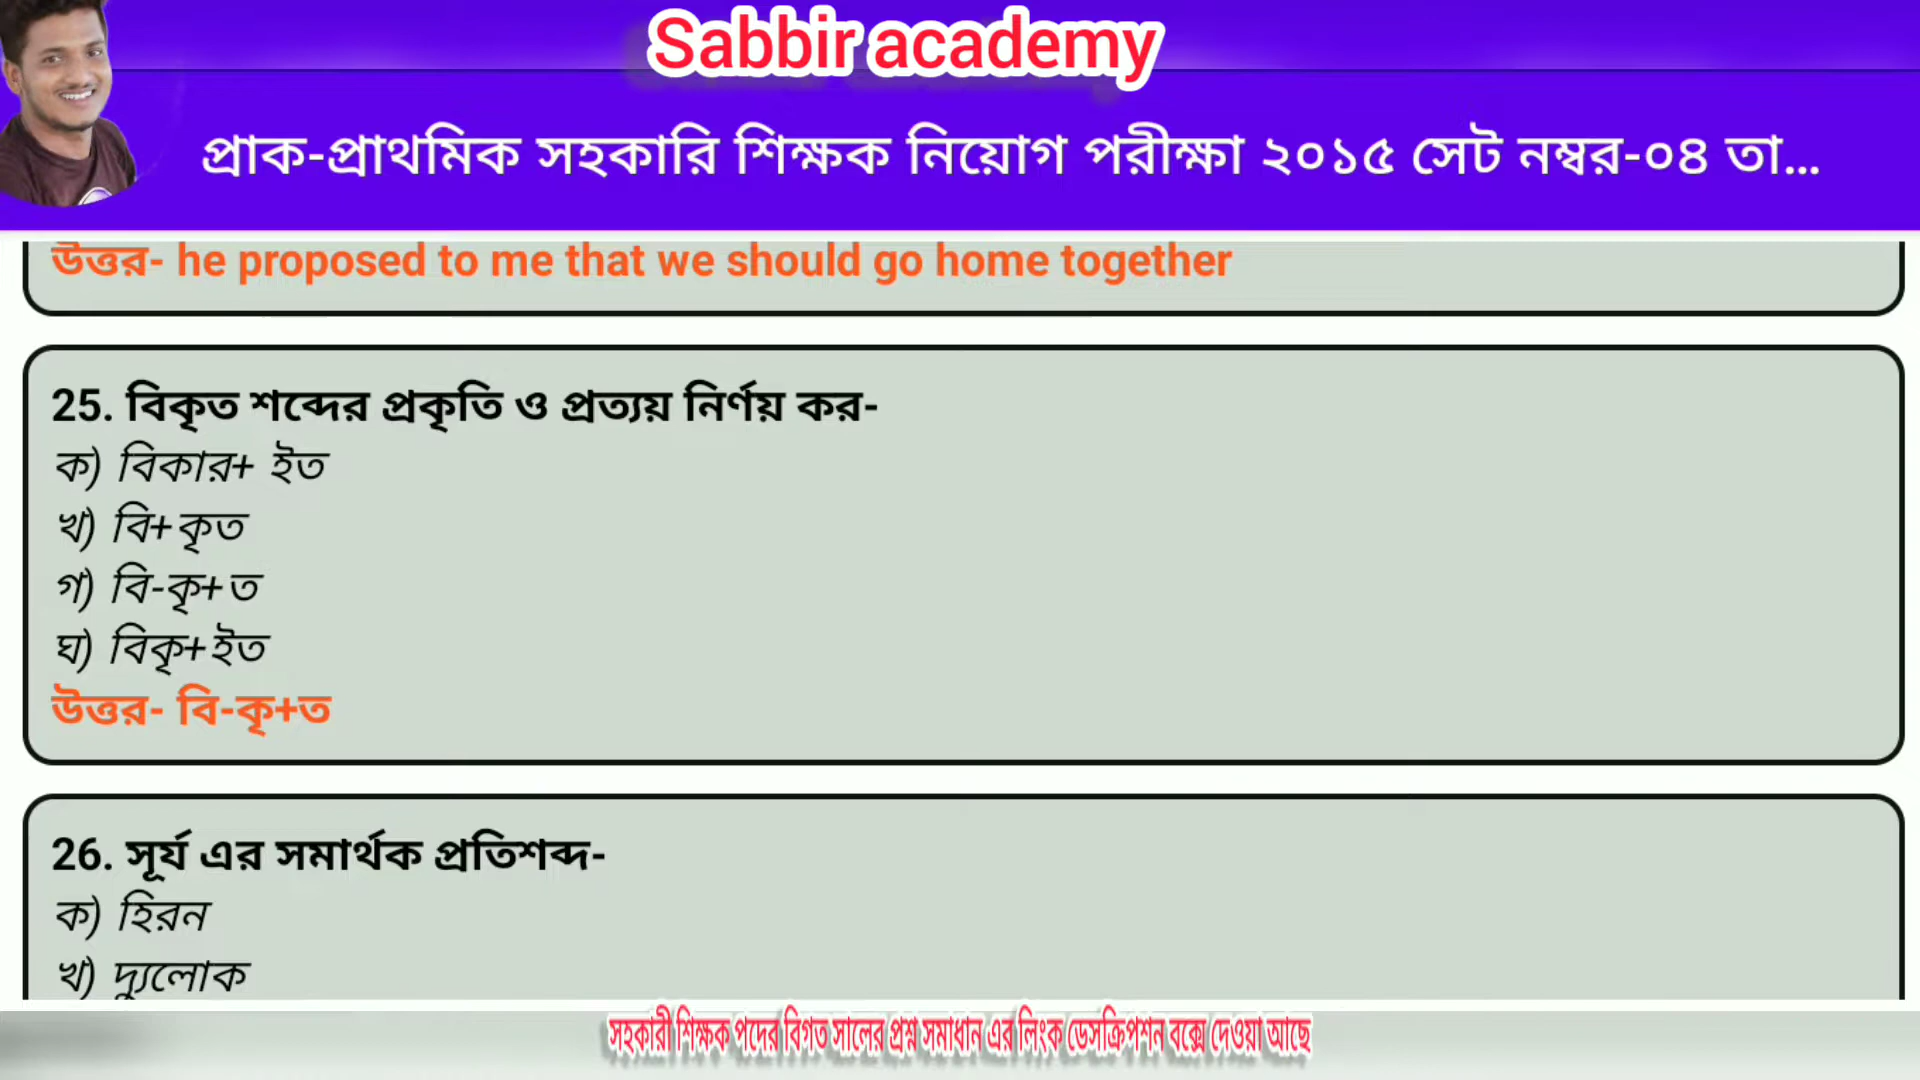 Sabbir academy
প্রাক-প্রাথমিক সহকারি শিক্ষক নিয়োগ পরীক্ষা ২০১৫ সেট নম্বর-০৪ তা...
উত্তর- he proposed to me that we should go home together
25. বিকৃত শব্দের প্রকৃতি ও প্রত্যয় নির্ণয় কর-
ক) বিকার+ ইত
খ) বি+কৃত
গ) বি-কৃ+ত
ঘ) বিকৃ+ইত
উত্তর- বি-কৃ+ত
26. সূর্য এর সমার্থক প্রতিশব্দ-
ক) হিরন
খ) দ্যুলোক
সহকারী শিক্ষক পদের বিগত সালের প্রশ্ন সমাধান এর লিংক ডেসক্রিপশন বক্সে দেওয়া আছে